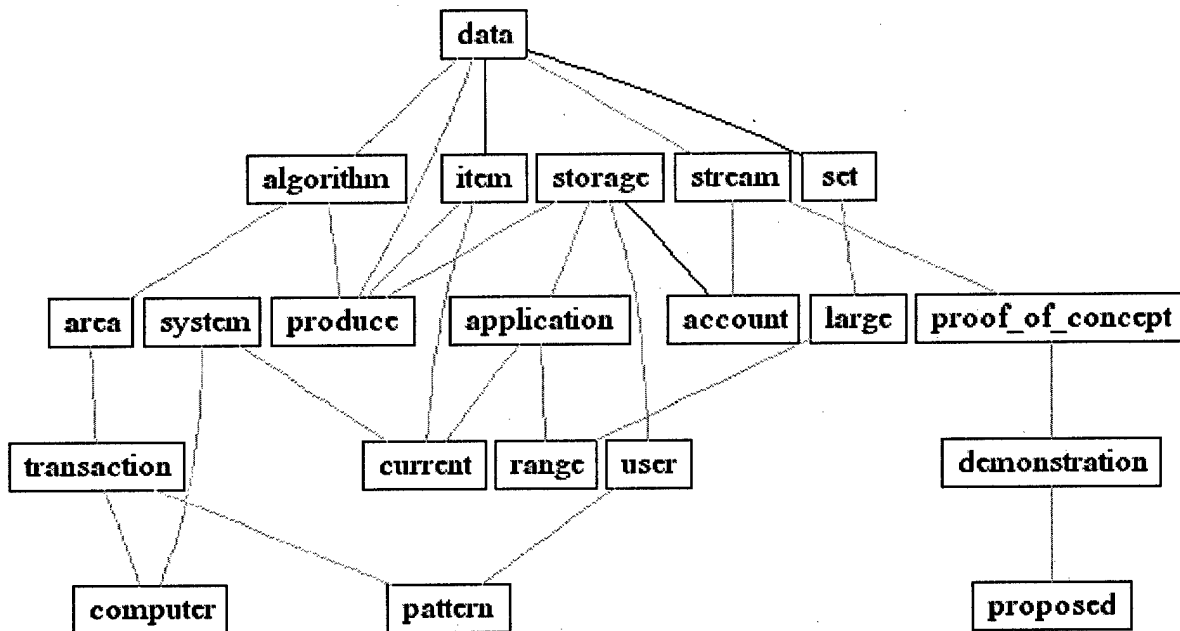 data
algorithm item storage stream set
area system produce application account large proof_of_concept
transaction current range user demonstration
computer pattern proposed